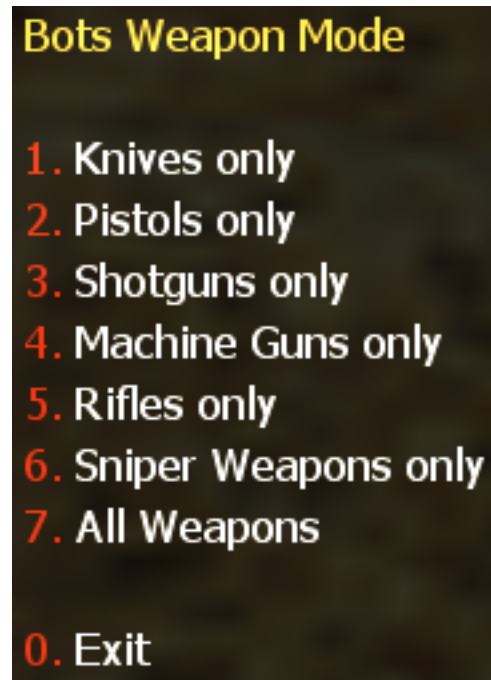 Bots Weapon Mode
1. Knives only
2. Pistols only
3. Shotguns only
4. Machine Guns only
5. Rifles only
6. Sniper Weapons only
7. All Weapons
0. Exit